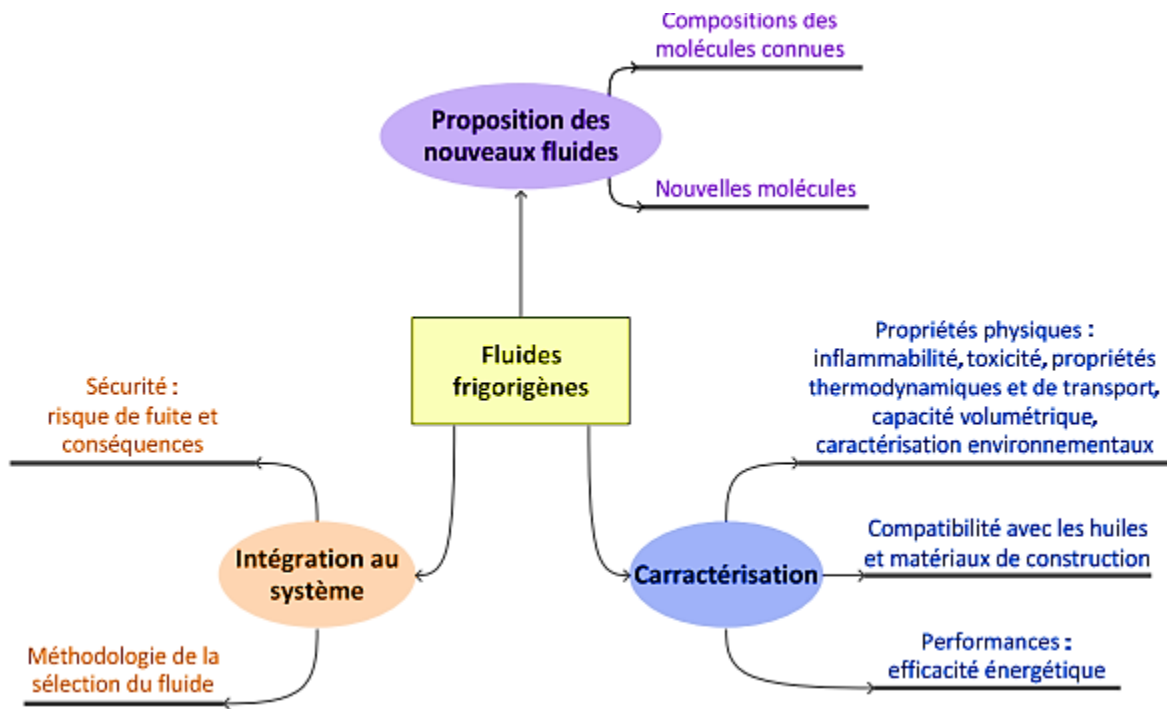 Compositions des
molécules connues
Proposition des
nouveaux fluides
Nouvelles molécules
Fluides
frigorigènes
Propriétés physiques :
inflammabilité, toxicité, propriétés
thermodynamiques et de transport,
capacité volumétrique,
caractérisation environnementaux
Sécurité :
risque de fuite et
conséquences
Intégration au
système
Carractérisation
Compatibilité avec les huiles
et matériaux de construction
Méthodologie de la
sélection du fluide
Performances :
efficacité énergétique